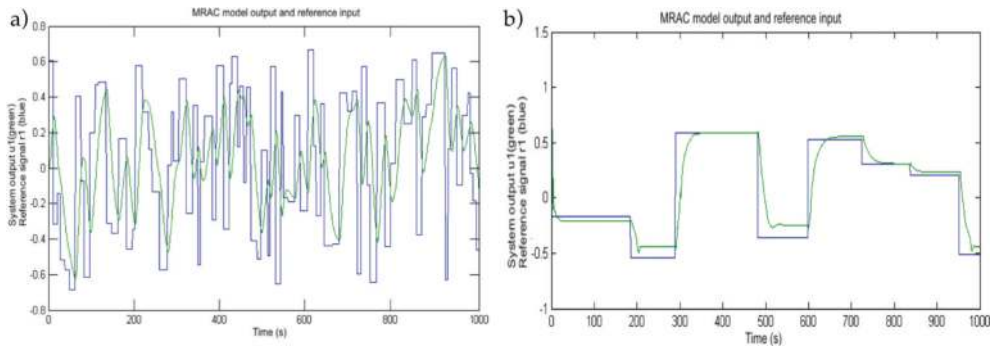 a)
MRAC model output and reference input
0.8
0.6
0.4
0.2
0
-0.2
-0.4
-0.6
-0.8
0 200 400 600 800 1000
Time (s)
System output u1(green)
Reference signal r1 (blue)
b)
MRAC model output and reference input
1.5
1
0.5
0
-0.5
-1
0 100 200 300 400 500 600 700 800 900 1000
Time (s)
System output u1(green)
Reference signal r1 (blue)